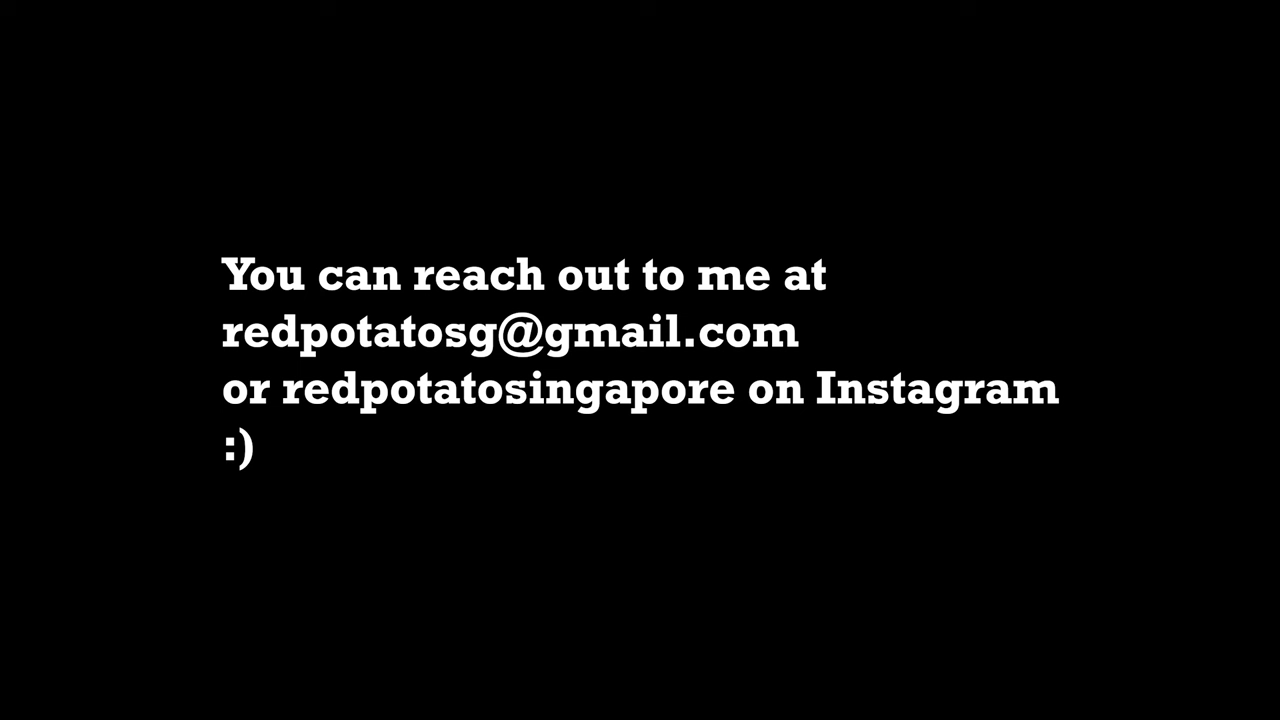 You can reach out to me at
redpotatosg@gmail.com
or redpotatosingapore on Instagram
:)